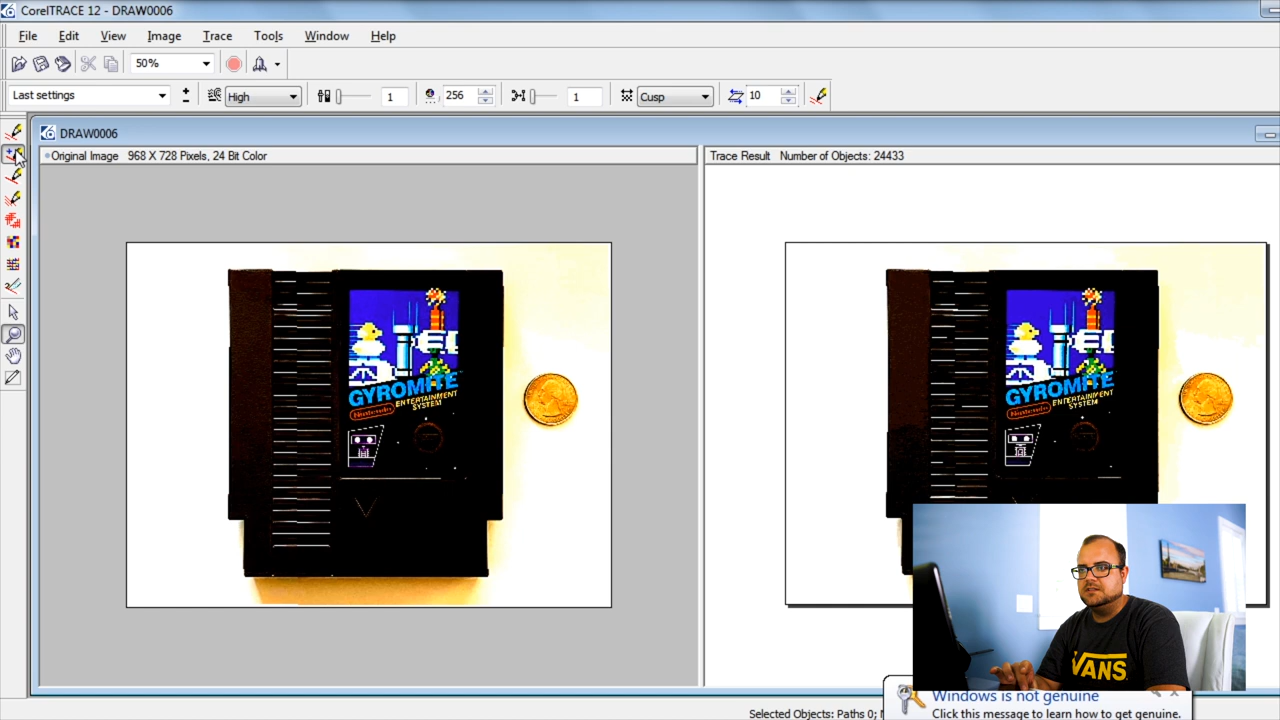 CorelTRACE 12 - DRAW0006
File Edit View Image Trace Tools Window Help
50%
Last settings High 1 256 1 Cusp 10
DRAW0006
Original Image 968 X 728 Pixels, 24 Bit Color
Trace Result Number of Objects: 24433
GYROMITE
Nintendo ENTERTAINMENT
SYSTEM
GYROMITE
Nintendo ENTERTAINMENT
SYSTEM
VANS
Windows is not genuine
Click this message to learn how to get genuine.
Selected Objects: Paths 0;